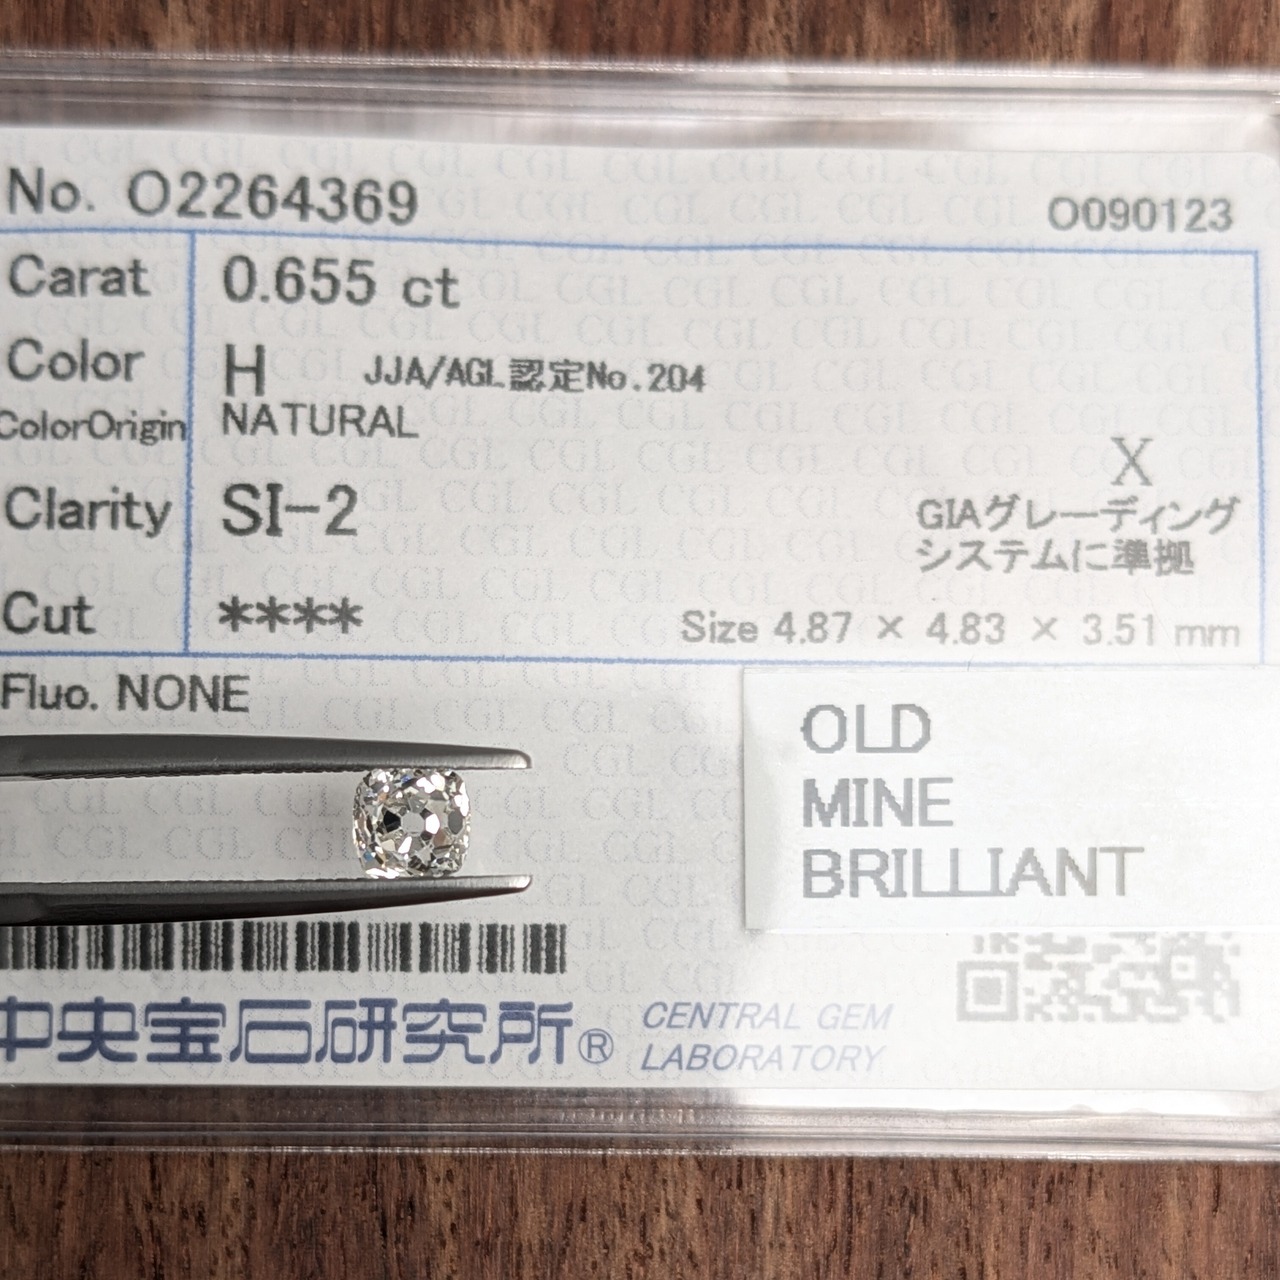 No. O2264369
O090123
Carat 0.655 ct
Color H JJA/AGL認定No.204
ColorOrigin NATURAL
Clarity SI-2
X
GIAグレーディング
システムに準拠
Cut ****
Size 4.87 × 4.83 × 3.51 mm
Fluo. NONE
OLD
MINE
BRILLIANT
中央宝石研究所®
CENTRAL GEM
LABORATORY